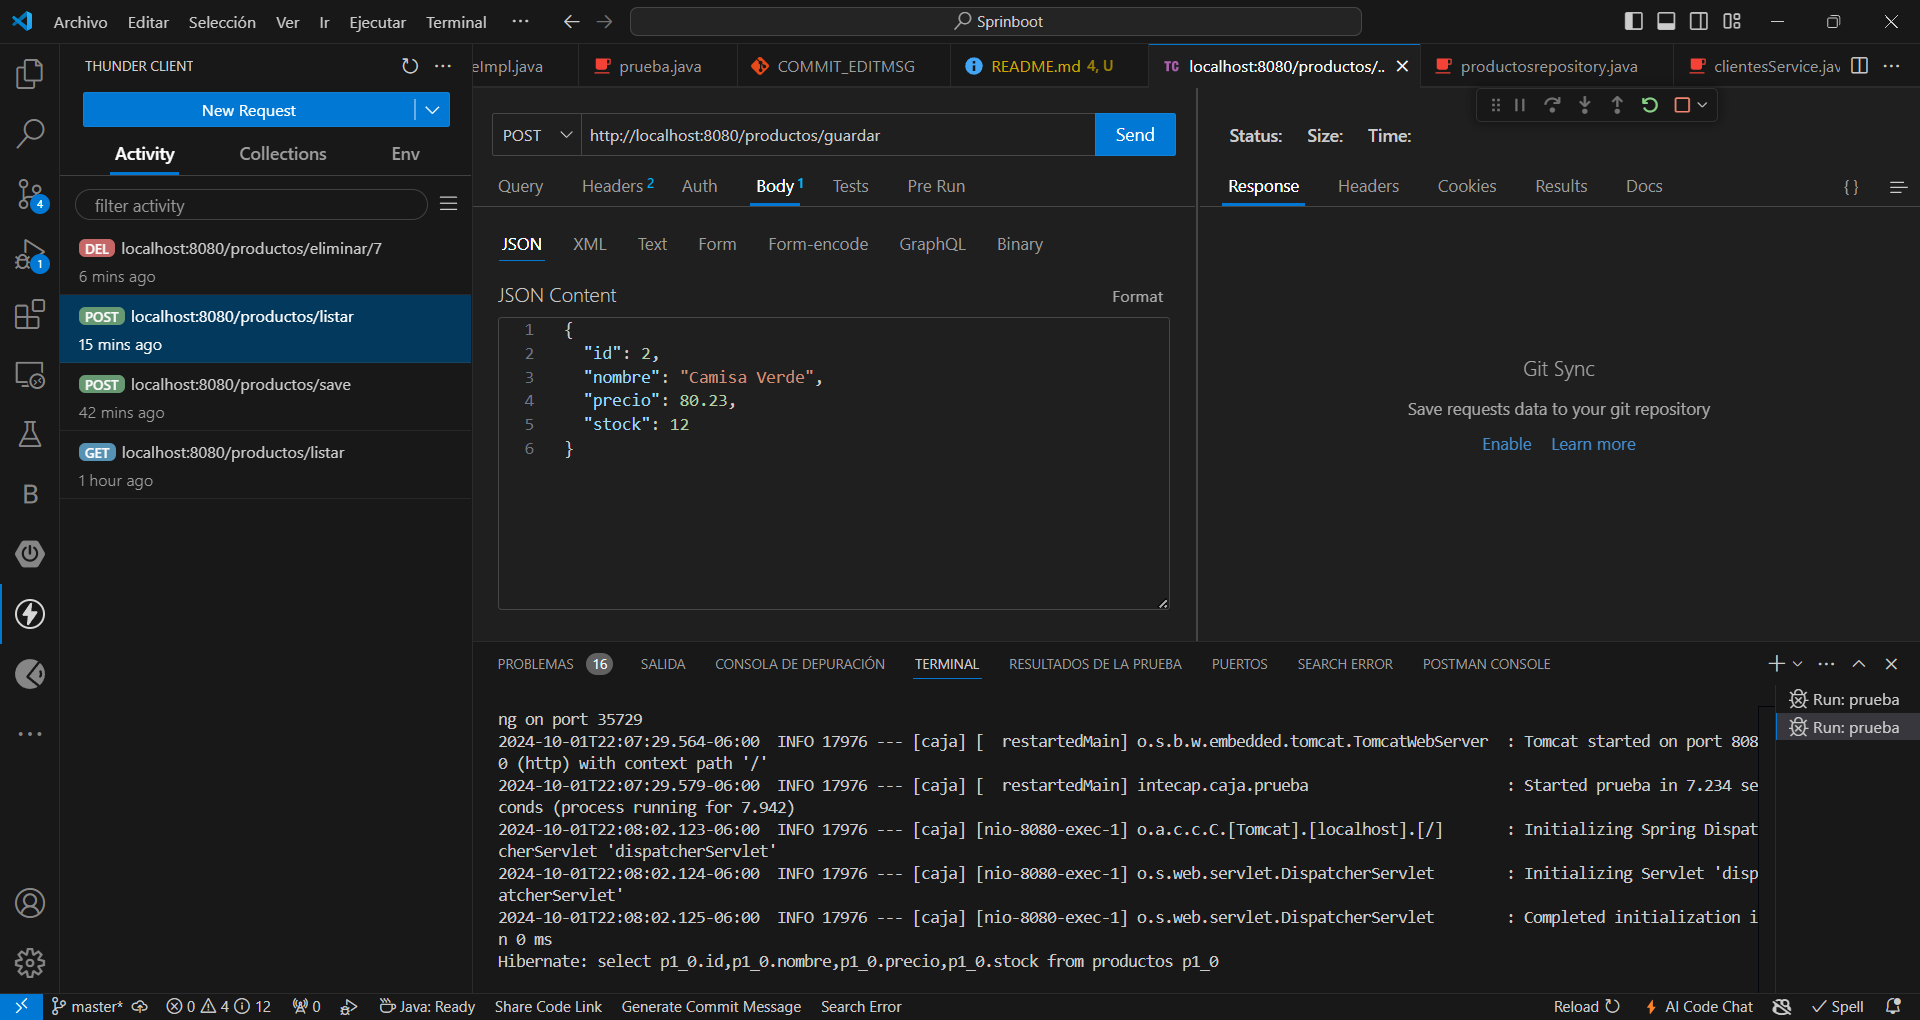 Archivo Editar Selección Ver Ir Ejecutar Terminal ··· Sprinboot
THUNDER CLIENT
New Request
Activity Collections Env
filter activity
DEL localhost:8080/productos/eliminar/7
6 mins ago
POST localhost:8080/productos/listar
15 mins ago
POST localhost:8080/productos/save
42 mins ago
GET localhost:8080/productos/listar
1 hour ago
4
1
B
eImpl.java prueba.java COMMIT_EDITMSG README.md 4, U TC localhost:8080/productos/.. productosrepository.java clientesService.jav
POST http://localhost:8080/productos/guardar Send
Query Headers 2 Auth Body 1 Tests Pre Run
JSON XML Text Form Form-encode GraphQL Binary
JSON Content Format
1 {
2 "id": 2,
3 "nombre": "Camisa Verde",
4 "precio": 80.23,
5 "stock": 12
6 }
Status: Size: Time:
Response Headers Cookies Results Docs { }
Git Sync
Save requests data to your git repository
Enable Learn more
PROBLEMAS 16 SALIDA CONSOLA DE DEPURACIÓN TERMINAL RESULTADOS DE LA PRUEBA PUERTOS SEARCH ERROR POSTMAN CONSOLE
Run: prueba
Run: prueba
ng on port 35729
2024-10-01T22:07:29.564-06:00  INFO 17976 --- [caja] [  restartedMain] o.s.b.w.embedded.tomcat.TomcatWebServer  : Tomcat started on port 808
0 (http) with context path '/'
2024-10-01T22:07:29.579-06:00  INFO 17976 --- [caja] [  restartedMain] intecap.caja.prueba                      : Started prueba in 7.234 se
conds (process running for 7.942)
2024-10-01T22:08:02.123-06:00  INFO 17976 --- [caja] [nio-8080-exec-1] o.a.c.c.C.[Tomcat].[localhost].[/]       : Initializing Spring Dispat
cherServlet 'dispatcherServlet'
2024-10-01T22:08:02.124-06:00  INFO 17976 --- [caja] [nio-8080-exec-1] o.s.web.servlet.DispatcherServlet        : Initializing Servlet 'disp
atcherServlet'
2024-10-01T22:08:02.125-06:00  INFO 17976 --- [caja] [nio-8080-exec-1] o.s.web.servlet.DispatcherServlet        : Completed initialization i
n 0 ms
Hibernate: select p1_0.id,p1_0.nombre,p1_0.precio,p1_0.stock from productos p1_0
master* 0 4 12 0 Java: Ready Share Code Link Generate Commit Message Search Error Reload AI Code Chat Spell